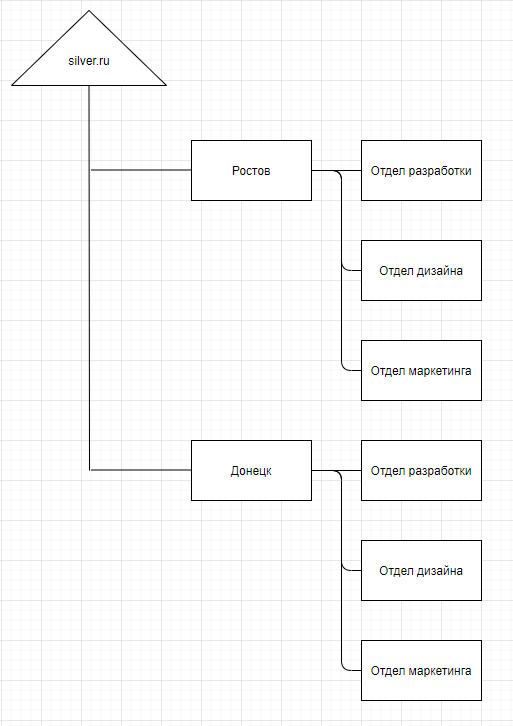 silver.ru
Ростов
Отдел разработки
Отдел дизайна
Отдел маркетинга
Донецк
Отдел разработки
Отдел дизайна
Отдел маркетинга